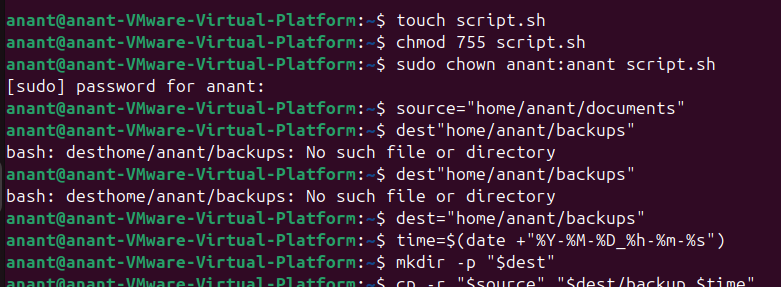 anant@anant-VMware-Virtual-Platform:~$ touch script.sh
anant@anant-VMware-Virtual-Platform:~$ chmod 755 script.sh
anant@anant-VMware-Virtual-Platform:~$ sudo chown anant:anant script.sh
[sudo] password for anant:
anant@anant-VMware-Virtual-Platform:~$ source="home/anant/documents"
anant@anant-VMware-Virtual-Platform:~$ dest"home/anant/backups"
bash: desthome/anant/backups: No such file or directory
anant@anant-VMware-Virtual-Platform:~$ dest"home/anant/backups"
bash: desthome/anant/backups: No such file or directory
anant@anant-VMware-Virtual-Platform:~$ dest="home/anant/backups"
anant@anant-VMware-Virtual-Platform:~$ time=$(date +"%Y-%M-%D_%h-%m-%s")
anant@anant-VMware-Virtual-Platform:~$ mkdir -p "$dest"
anant@anant-VMware-Virtual-Platform:~$ cp -r "$source" "$dest/backup_$time"